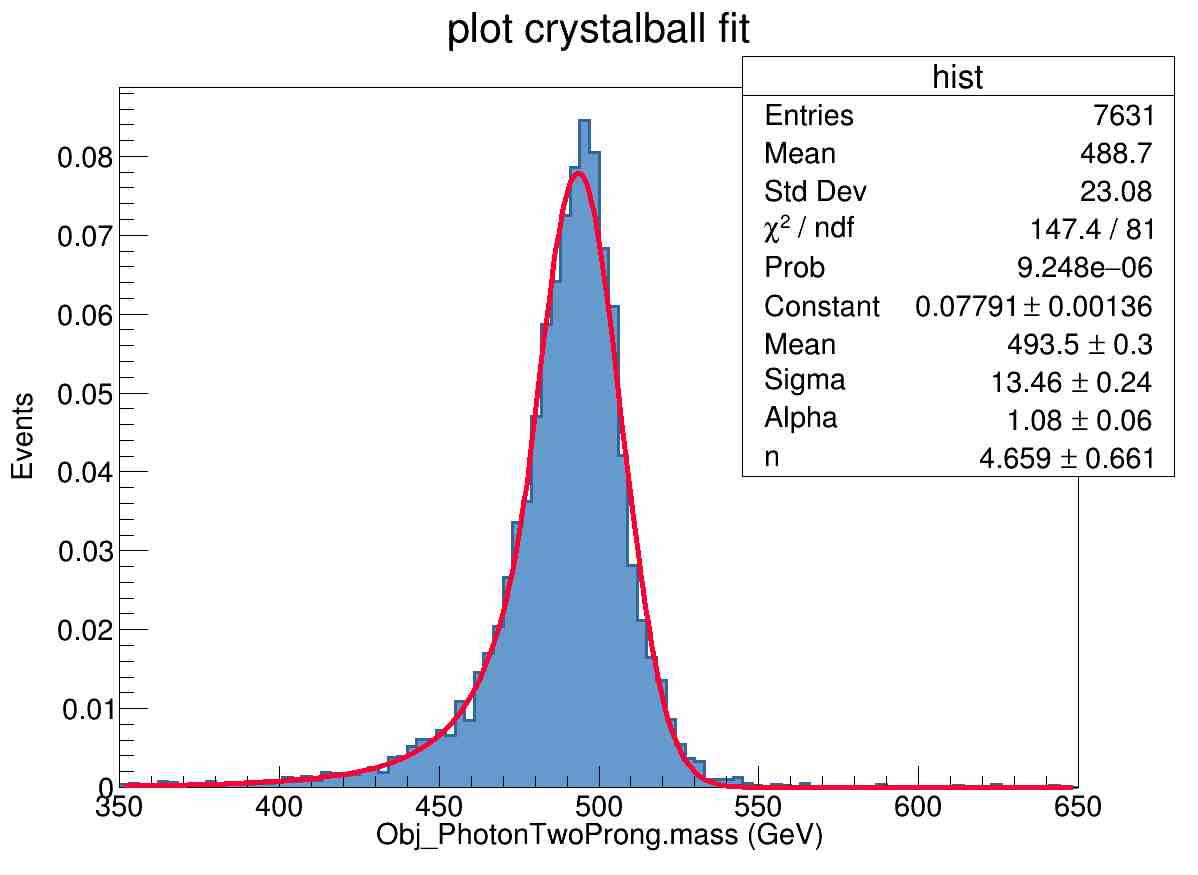 plot crystalball fit
hist
Entries 7631
Mean 488.7
Std Dev 23.08
χ² / ndf 147.4 / 81
Prob 9.248e−06
Constant 0.07791 ± 0.00136
Mean 493.5 ± 0.3
Sigma 13.46 ± 0.24
Alpha 1.08 ± 0.06
n 4.659 ± 0.661
0.08
0.07
0.06
0.05
0.04
0.03
0.02
0.01
0
Events
350 400 450 500 550 600 650
Obj_PhotonTwoProng.mass (GeV)